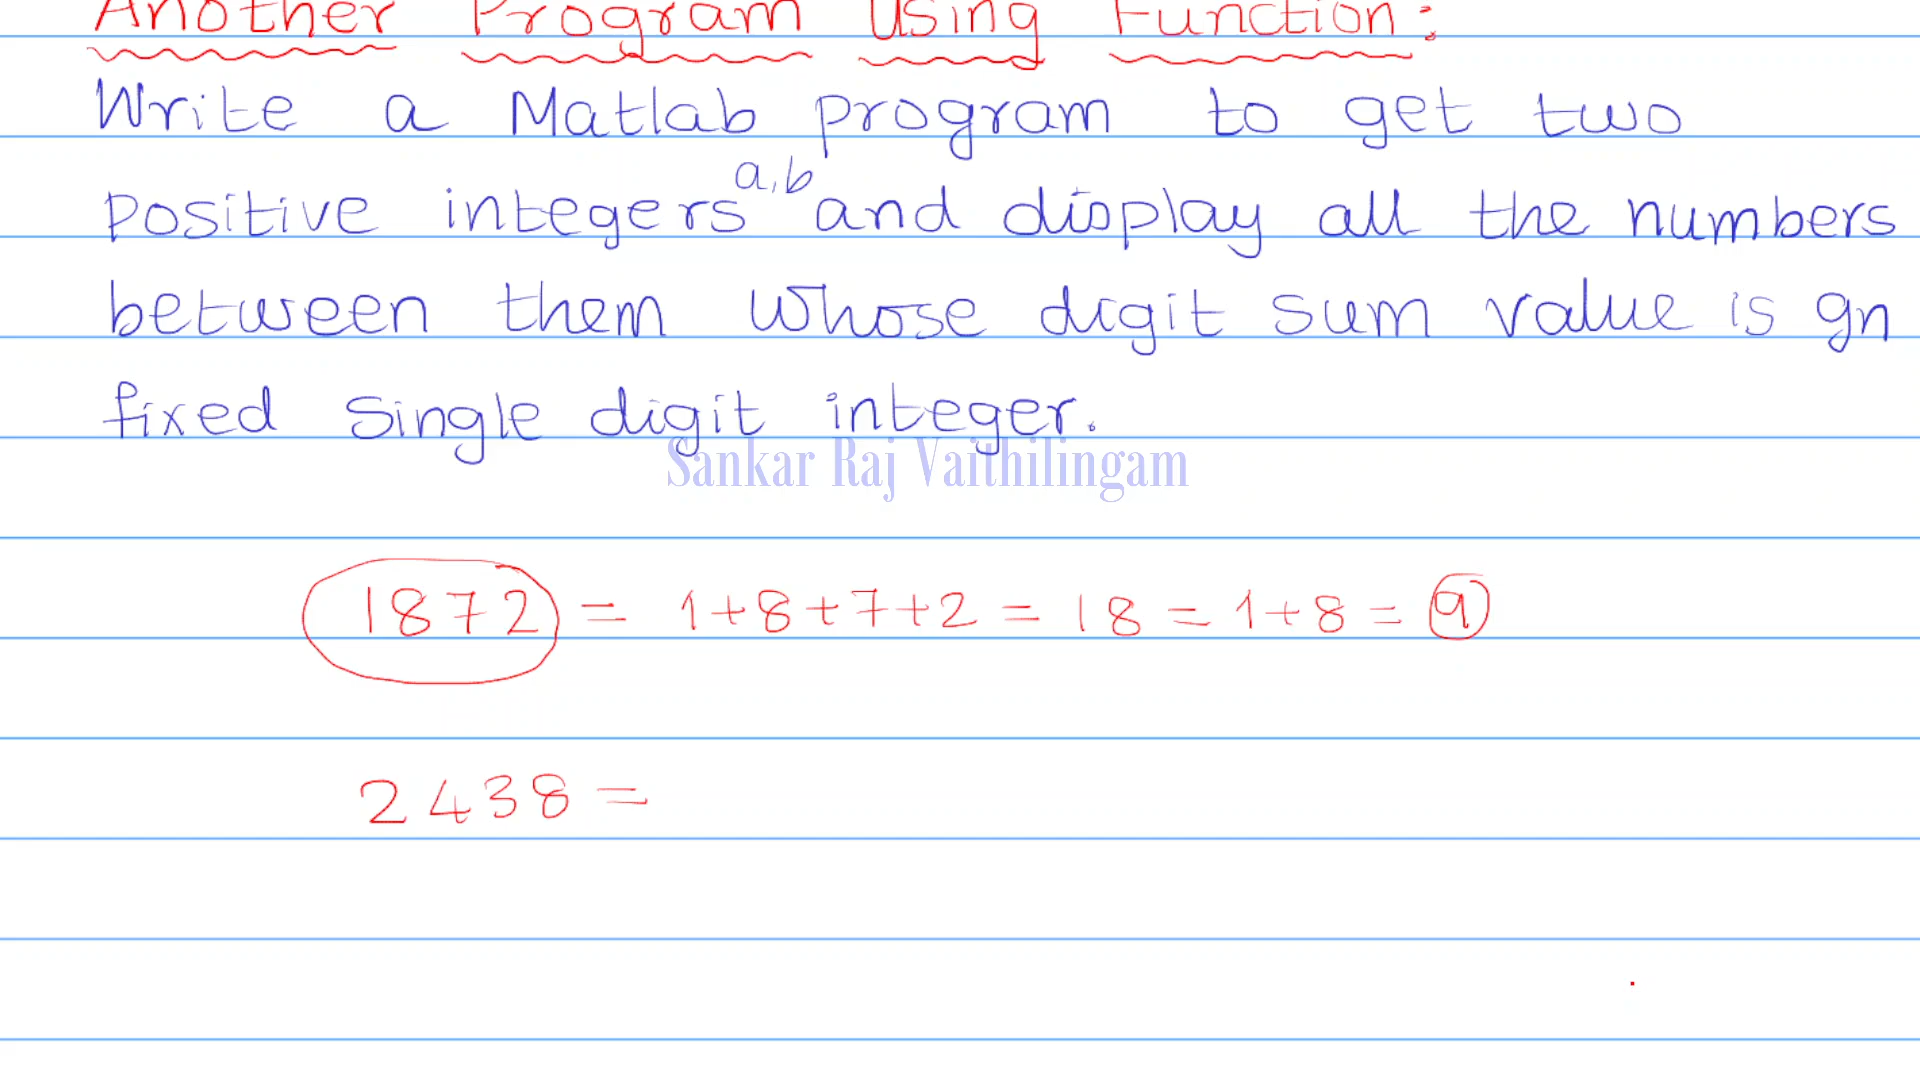 Another Program Using Function:
Write a Matlab program to get two
a,b
positive integers and display all the numbers
between them whose digit sum value is gn
fixed single digit integer.
Sankar Raj Vaithilingam
1872 = 1+8+7+2 = 18 = 1+8 = 9
2438 =